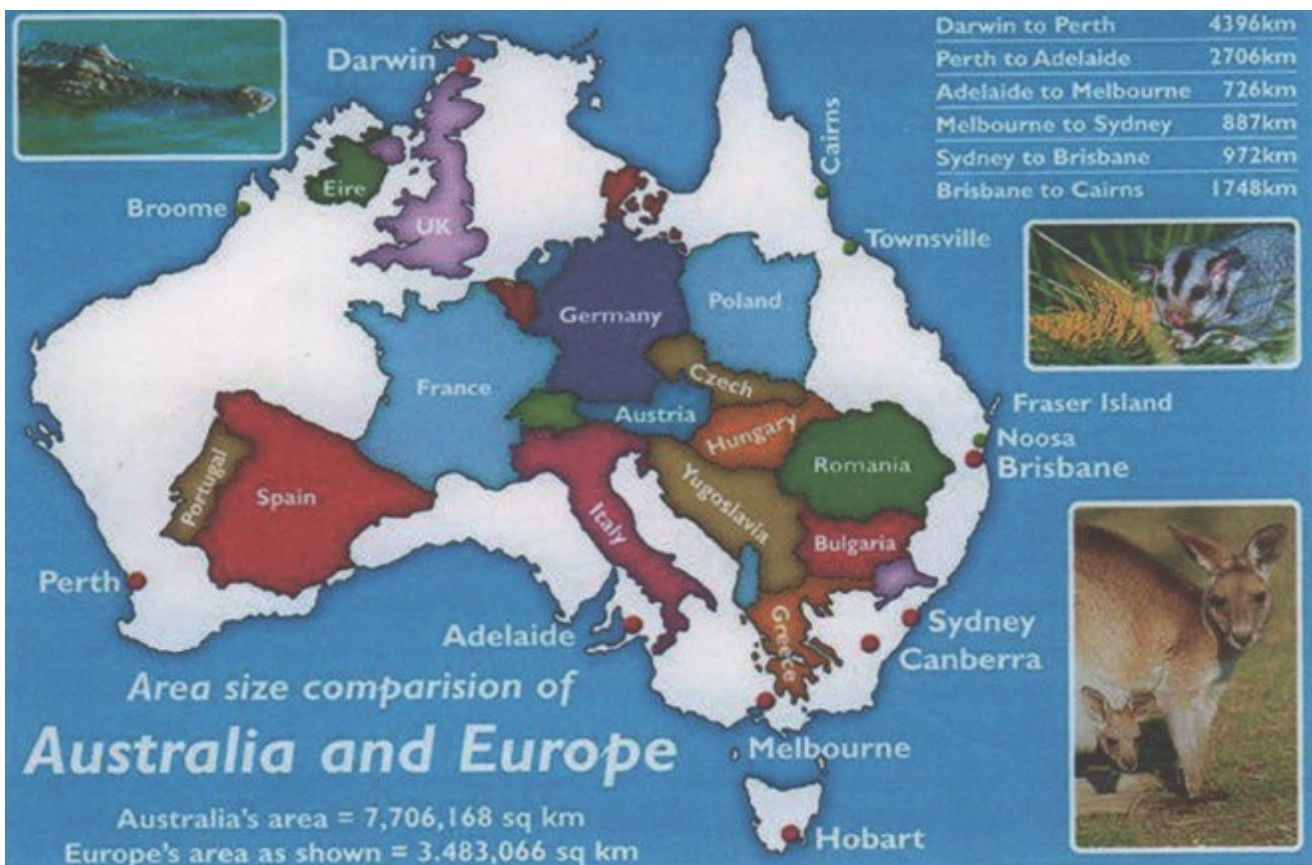 Darwin to Perth 4396km
Perth to Adelaide 2706km
Adelaide to Melbourne 726km
Melbourne to Sydney 887km
Sydney to Brisbane 972km
Brisbane to Cairns 1748km
Darwin
Cairns
Eire
Broome
UK
Townsville
Germany
Poland
France
Czech
Austria
Fraser Island
Hungary
Noosa
Brisbane
Romania
Portugal
Spain
Italy
Yugoslavia
Bulgaria
Perth
Adelaide
Greece
Sydney
Canberra
Area size comparision of
Australia and Europe
Melbourne
Australia's area = 7,706,168 sq km
Europe's area as shown = 3.483,066 sq km
Hobart